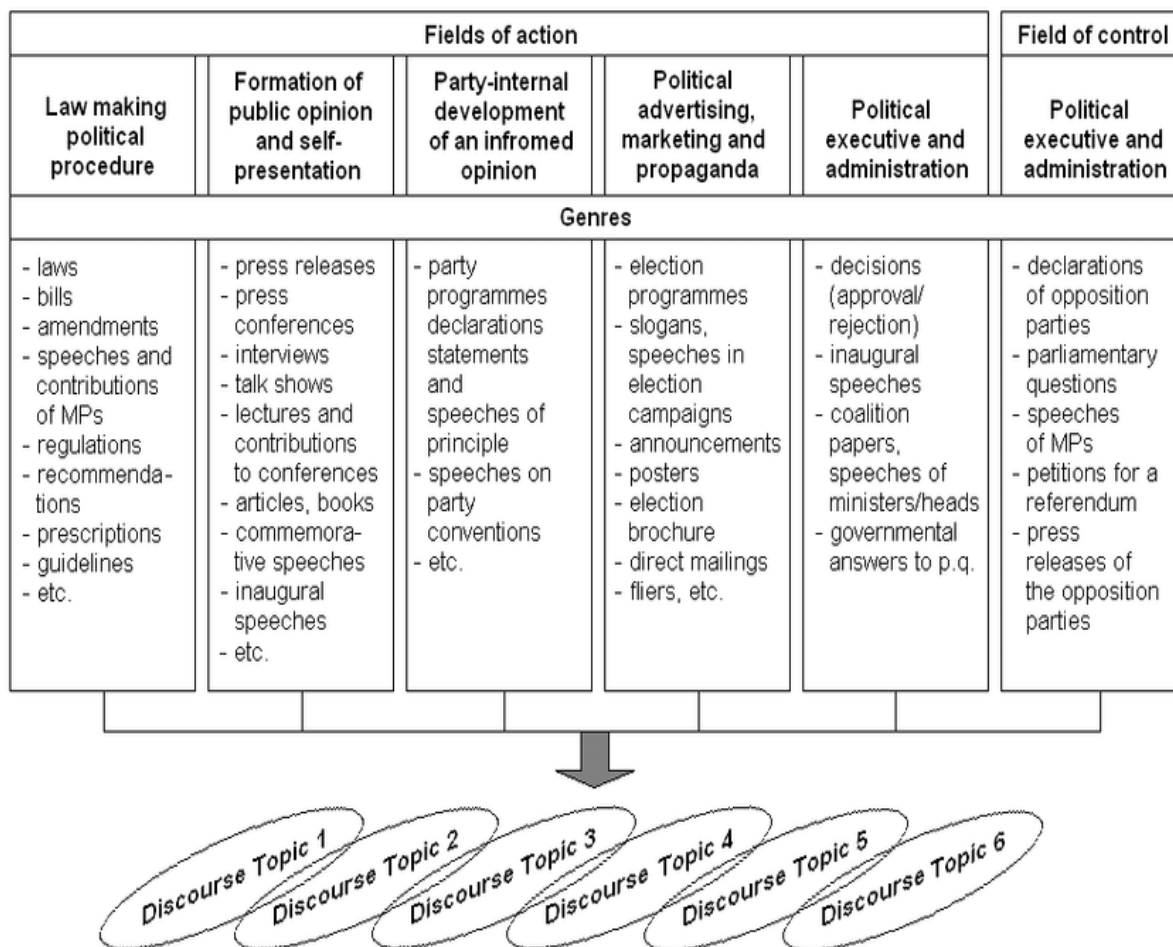 Fields of action
Field of control
Law making
political
procedure
Formation of
public opinion
and self-
presentation
Party-internal
development
of an infromed
opinion
Political
advertising,
marketing and
propaganda
Political
executive and
administration
Political
executive and
administration
Genres
- laws
- bills
- amendments
- speeches and
contributions
of MPs
- regulations
- recommenda-
tions
- prescriptions
- guidelines
- etc.
- press releases
- press
conferences
- interviews
- talk shows
- lectures and
contributions
to conferences
- articles, books
- commemora-
tive speeches
- inaugural
speeches
- etc.
- party
programmes
declarations
statements
and
speeches of
principle
- speeches on
party
conventions
- etc.
- election
programmes
- slogans,
speeches in
election
campaigns
- announcements
- posters
- election
brochure
- direct mailings
- fliers, etc.
- decisions
(approval/
rejection)
- inaugural
speeches
- coalition
papers,
speeches of
ministers/heads
- governmental
answers to p.q.
- declarations
of opposition
parties
- parliamentary
questions
- speeches
of MPs
- petitions for a
referendum
- press
releases of
the opposition
parties
Discourse Topic 1
Discourse Topic 2
Discourse Topic 3
Discourse Topic 4
Discourse Topic 5
Discourse Topic 6